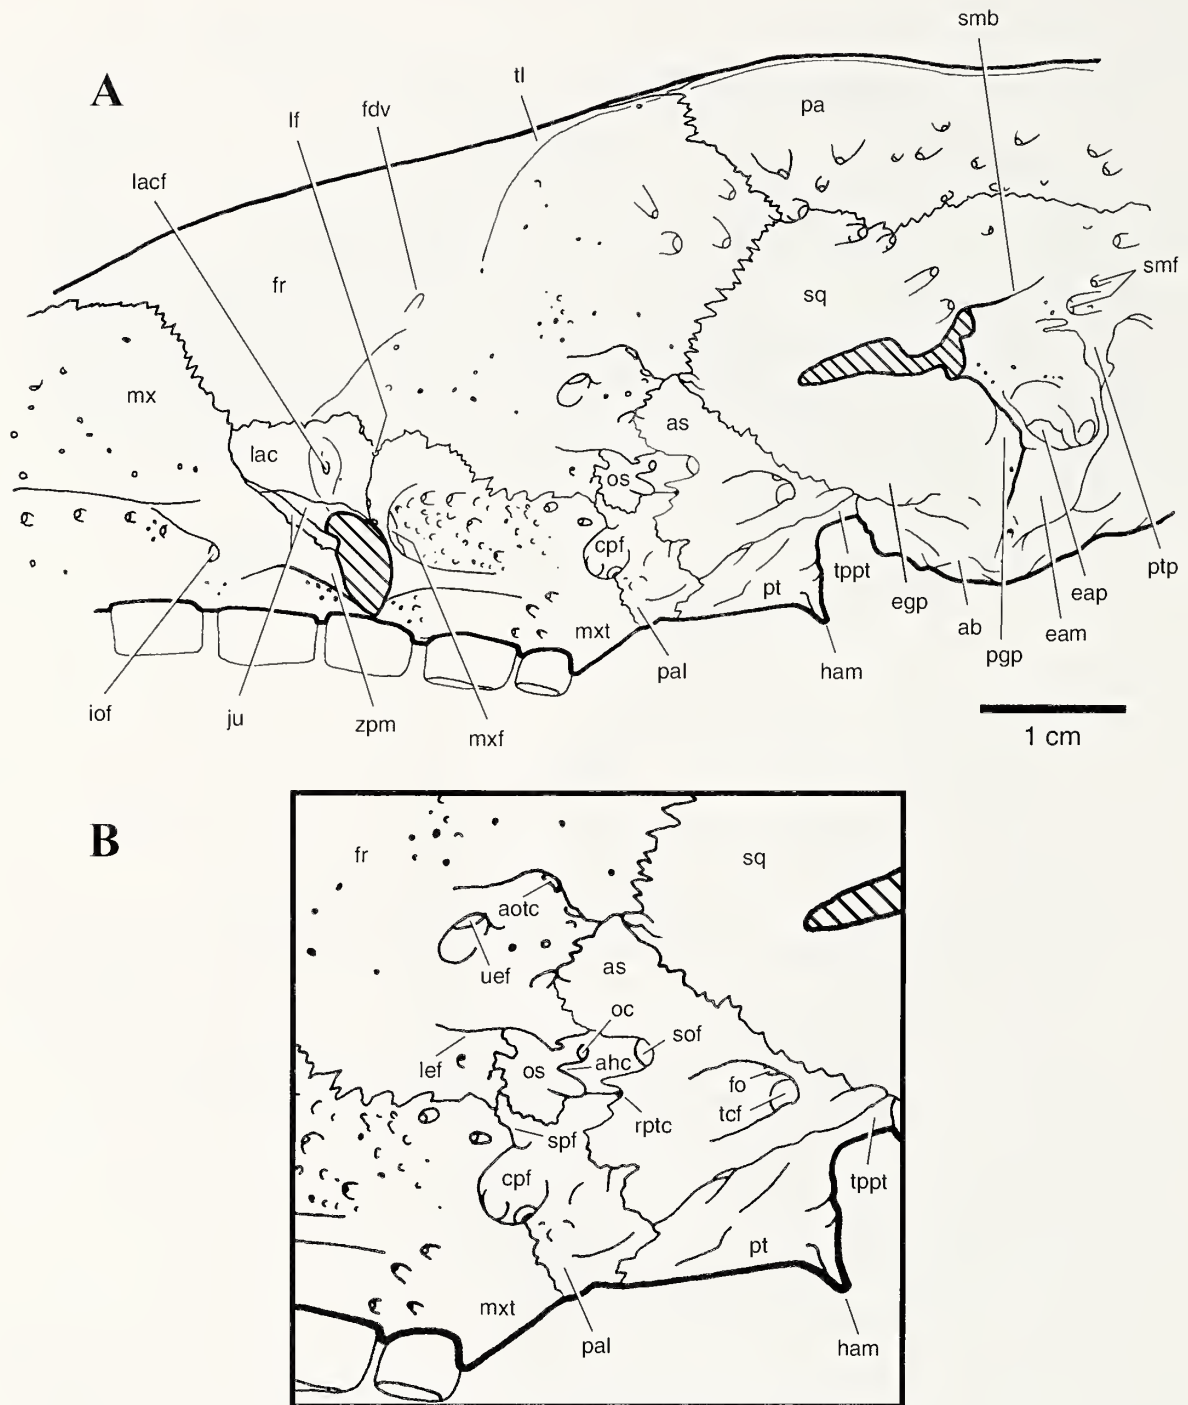 A
smb
tl
pa
lf
fdv
lacf
fr
smf
sq
mx
as
lac
os
cpf
tppt
pt
egp
ptp
eap
ab
mxt
eam
pgp
pal
ham
iof
ju
zpm
mxf
1 cm
B
fr
sq
aotc
uef
as
oc
sof
lef
os
ahc
fo
tcf
rptc
spf
cpf
tppt
pt
mxt
pal
ham